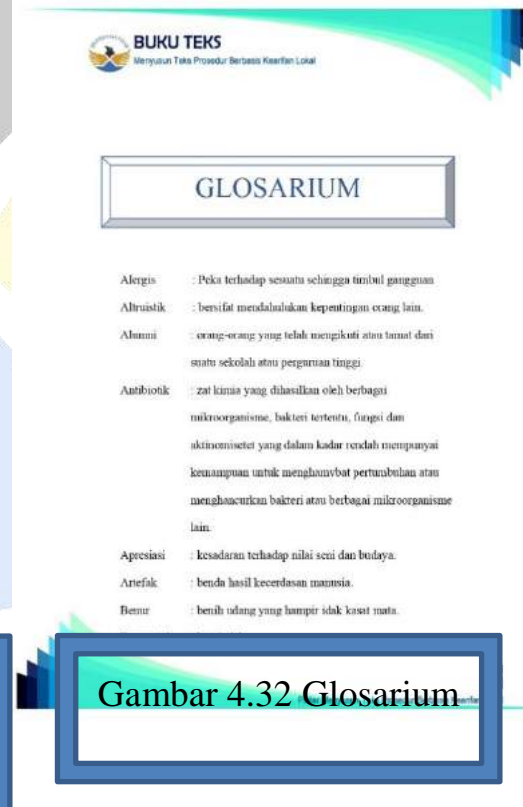 BUKU TEKS
Menyusun Teks Prosedur Berbasis Kearifan Lokal
GLOSARIUM
Alergis : Peka terhadap sesuatu sehingga timbul gangguan
Altruistik : bersifat mendahulukan kepentingan orang lain.
Alumni : orang-orang yang telah mengikuti atau tamat dari
suatu sekolah atau perguruan tinggi.
Antibiotik : zat kimia yang dihasilkan oleh berbagai
mikroorganisme, bakteri tertentu, fungsi dan
aktinomisetet yang dalam kadar rendah mempunyai
kemampuan untuk menghamvbat pertumbuhan atau
menghancurkan bakteri atau berbagai mikroorganisme
lain.
Apresiasi : kesadaran terhadap nilai seni dan budaya.
Artefak : benda hasil kecerdasan manusia.
Benur : benih udang yang hampir idak kasat mata.
Gambar 4.32 Glosarium